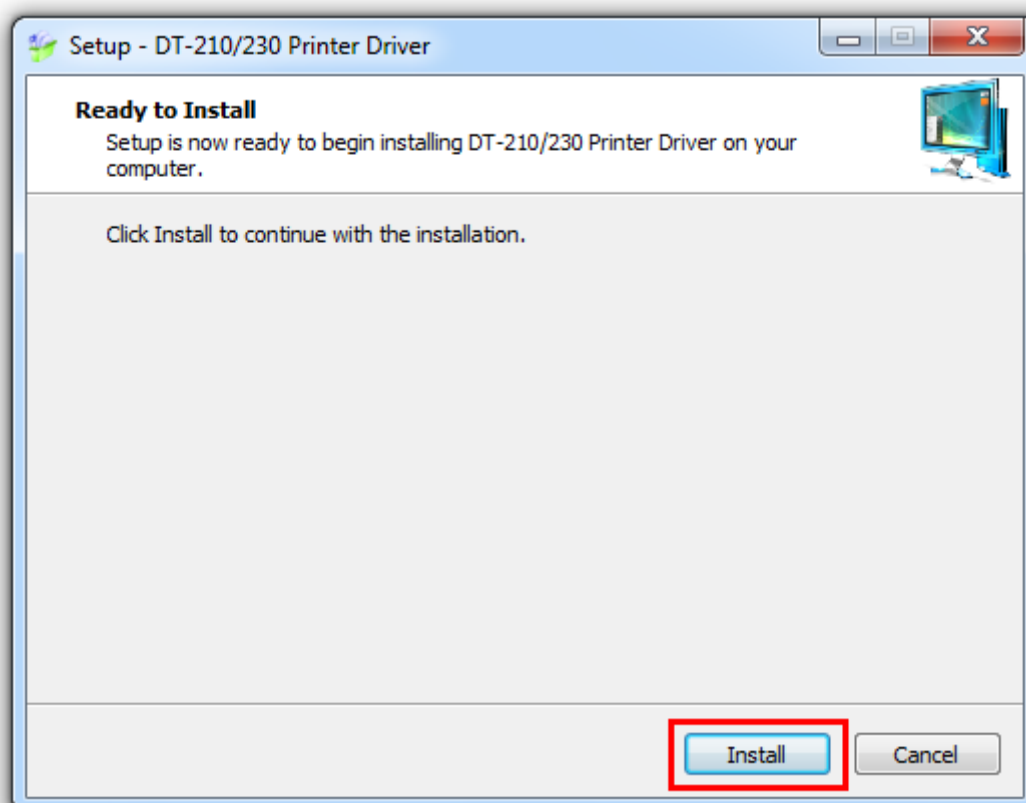 Setup - DT-210/230 Printer Driver
Ready to Install
Setup is now ready to begin installing DT-210/230 Printer Driver on your
computer.
Click Install to continue with the installation.
Install
Cancel